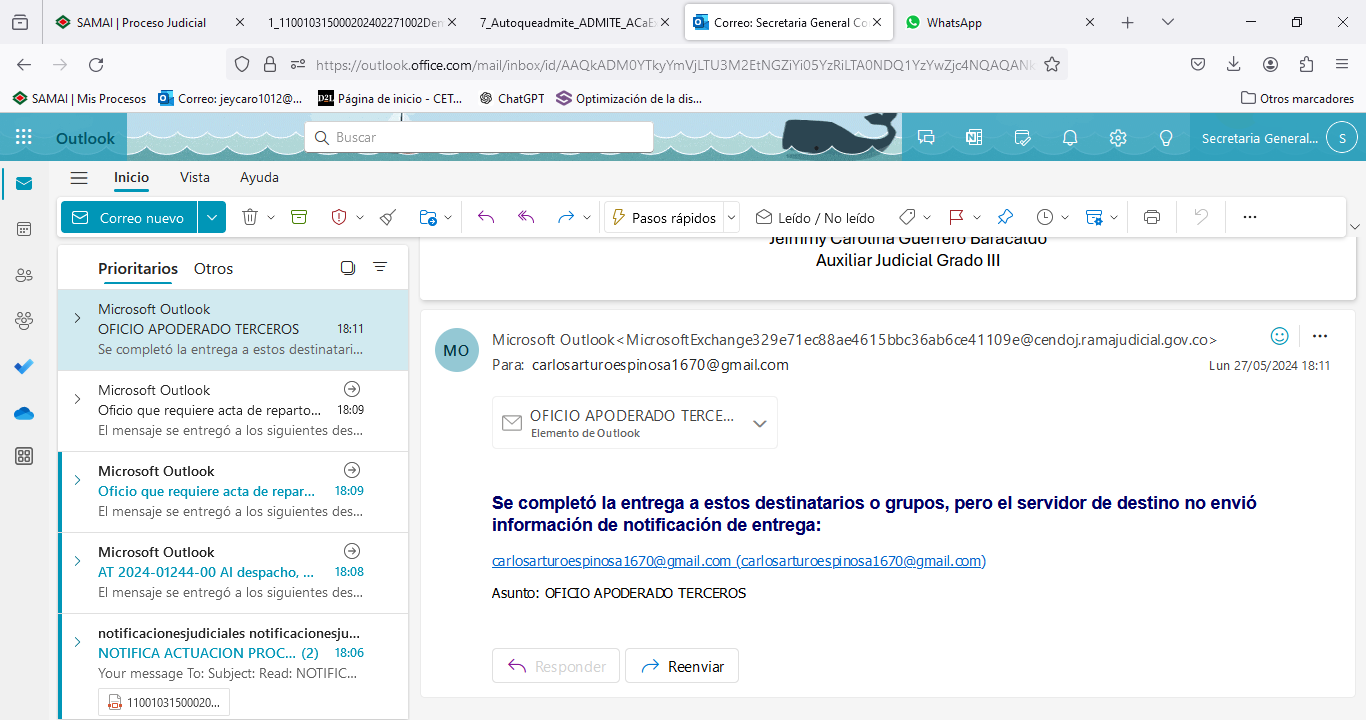 SAMAI | Proceso Judicial
1_110010315000202402271002Den
7_Autoqueadmite_ADMITE_ACaEx
Correo: Secretaria General Co
WhatsApp
https://outlook.office.com/mail/inbox/id/
SAMAI | Mis Procesos
Correo: jeycaro1012@...
Página de inicio - CET...
ChatGPT
Optimización de la dis...
Otros marcadores
Outlook
Buscar
Secretaria General...
S
Inicio
Vista
Ayuda
Correo nuevo
Pasos rápidos
Leído / No leído
Prioritarios
Otros
Microsoft Outlook
OFICIO APODERADO TERCEROS 18:11
Se completó la entrega a estos destinatari...
Microsoft Outlook
Oficio que requiere acta de reparto... 18:09
El mensaje se entregó a los siguientes des...
Microsoft Outlook
Oficio que requiere acta de repar... 18:09
El mensaje se entregó a los siguientes des...
Microsoft Outlook
AT 2024-01244-00 Al despacho, ... 18:08
El mensaje se entregó a los siguientes des...
notificacionesjudiciales notificacionesju...
NOTIFICA ACTUACION PROC... (2) 18:06
Your message To: Subject: Read: NOTIFIC...
11001031500020...
Jeimmy Carolina Guerrero Baracaldo
Auxiliar Judicial Grado III
MO
Microsoft Outlook<MicrosoftExchange329e71ec88ae4615bbc36ab6ce41109e@cendoj.ramajudicial.gov.co>
Para: carlosarturoespinosa1670@gmail.com
Lun 27/05/2024 18:11
OFICIO APODERADO TERCE...
Elemento de Outlook
Se completó la entrega a estos destinatarios o grupos, pero el servidor de destino no envió
información de notificación de entrega:
carlosarturoespinosa1670@gmail.com (carlosarturoespinosa1670@gmail.com)
Asunto: OFICIO APODERADO TERCEROS
Responder
Reenviar